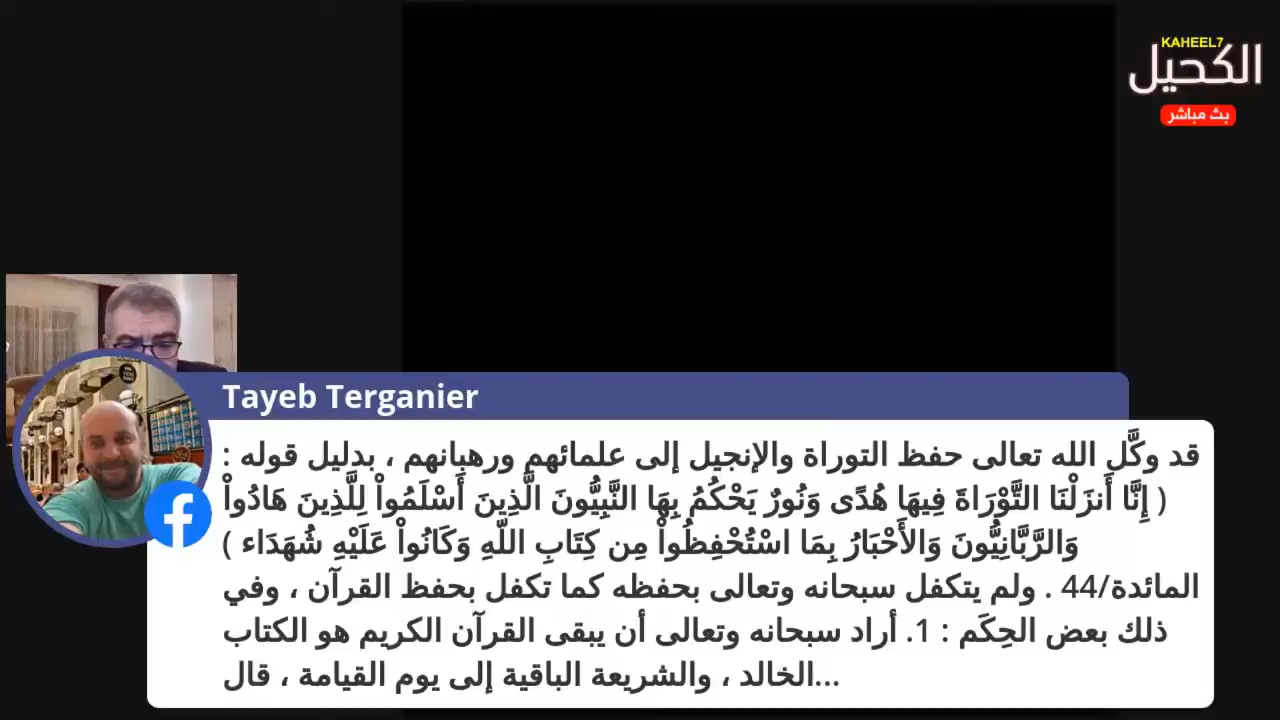 KAHEEL7
الكحيل
بث مباشر
Tayeb Terganier
قد وكَّل الله تعالى حفظ التوراة والإنجيل إلى علمائهم ورهبانهم ، بدليل قوله :
( إِنَّا أَنزَلْنَا التَّوْرَاةَ فِيهَا هُدًى وَنُورٌ يَحْكُمُ بِهَا النَّبِيُّونَ الَّذِينَ أَسْلَمُواْ لِلَّذِينَ هَادُواْ
وَالرَّبَّانِيُّونَ وَالأَحْبَارُ بِمَا اسْتُحْفِظُواْ مِن كِتَابِ اللّهِ وَكَانُواْ عَلَيْهِ شُهَدَاء )
المائدة/44 . ولم يتكفل سبحانه وتعالى بحفظه كما تكفل بحفظ القرآن ، وفي
ذلك بعض الحِكَم : 1. أراد سبحانه وتعالى أن يبقى القرآن الكريم هو الكتاب
الخالد ، والشريعة الباقية إلى يوم القيامة ، قال...